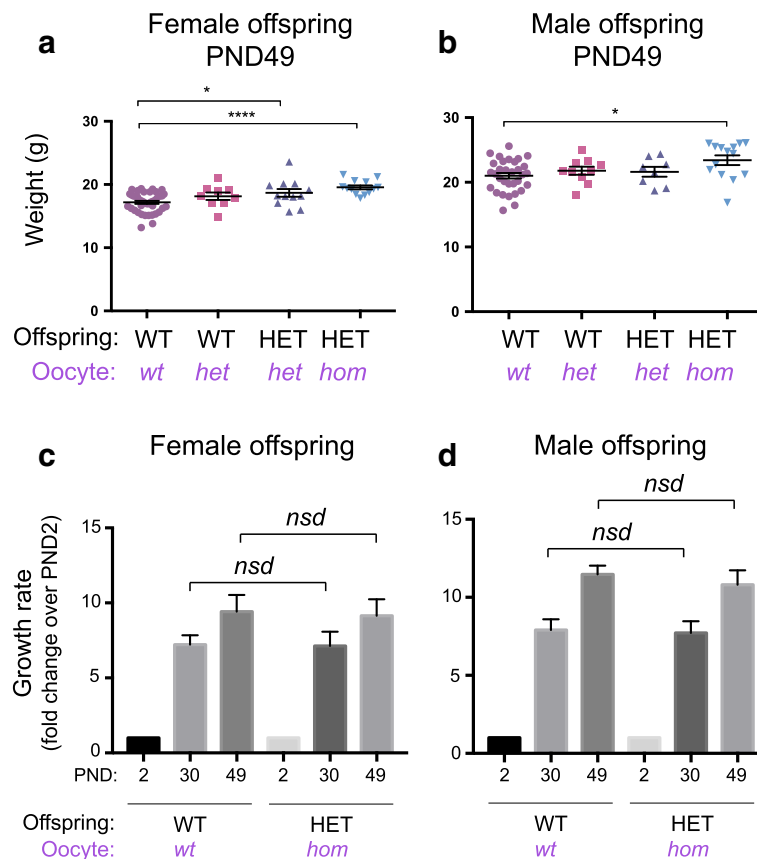 a
Female offspring
PND49
*
****
Weight (g)
30
20
10
0
Offspring: WT WT HET HET
Oocyte: wt het het hom
b
Male offspring
PND49
*
30
20
10
0
WT WT HET HET
wt het het hom
c
Female offspring
nsd
nsd
Growth rate
(fold change over PND2)
15
10
5
0
PND: 2 30 49 2 30 49
Offspring: WT HET
Oocyte: wt hom
d
Male offspring
nsd
nsd
15
10
5
0
2 30 49 2 30 49
WT HET
wt hom